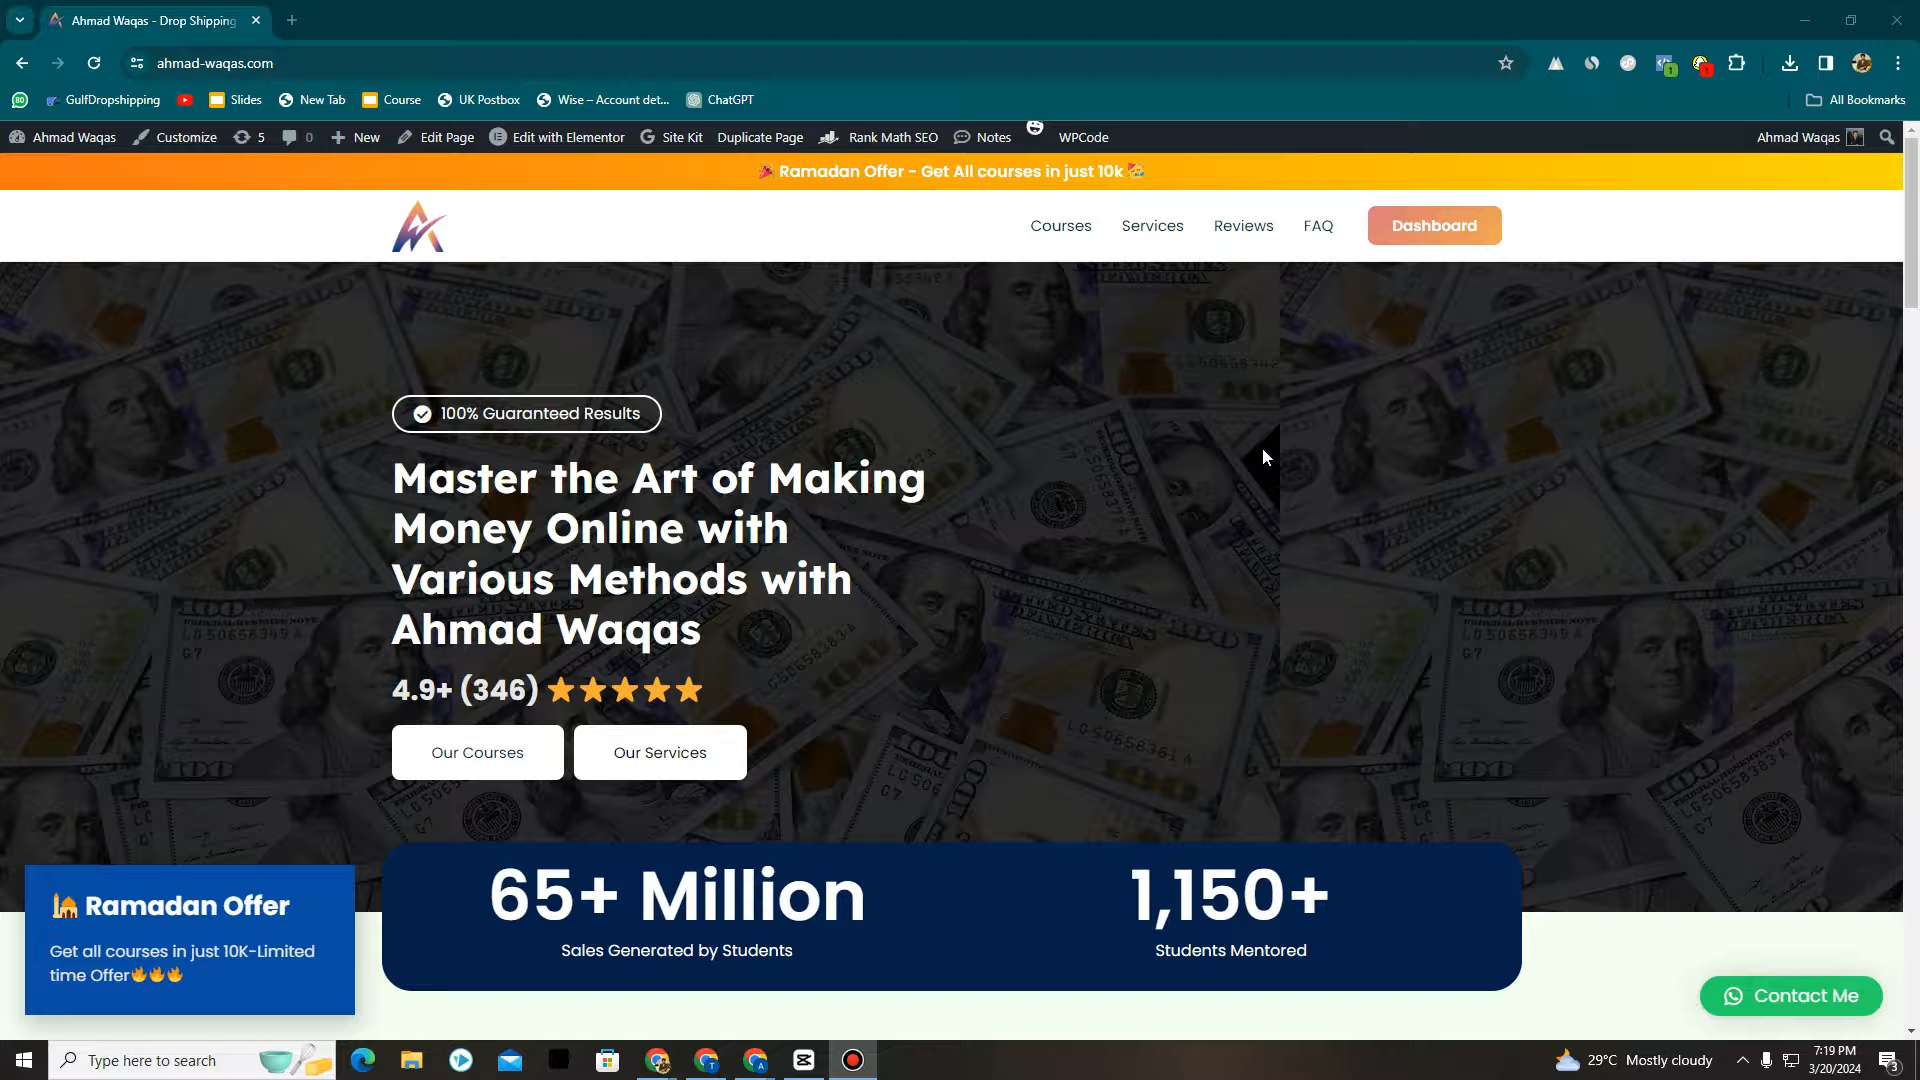 Ahmad Waqas - Drop Shipping
ahmad-waqas.com
1
1
80
GulfDropshipping
Slides
New Tab
Course
UK Postbox
Wise – Account det...
ChatGPT
All Bookmarks
Ahmad Waqas
Customize
5
0
New
Edit Page
Edit with Elementor
Site Kit
Duplicate Page
Rank Math SEO
Notes
WPCode
Ahmad Waqas
🎉 Ramadan Offer - Get All courses in just 10k 🥳
Courses
Services
Reviews
FAQ
Dashboard
100% Guaranteed Results
Master the Art of Making
Money Online with
Various Methods with
Ahmad Waqas
4.9+ (346) ★★★★★
Our Courses
Our Services
65+ Million
Sales Generated by Students
1,150+
Students Mentored
🕌 Ramadan Offer
Get all courses in just 10K-Limited
time Offer🔥🔥🔥
Contact Me
Type here to search
29°C Mostly cloudy
7:19 PM
3/20/2024
3